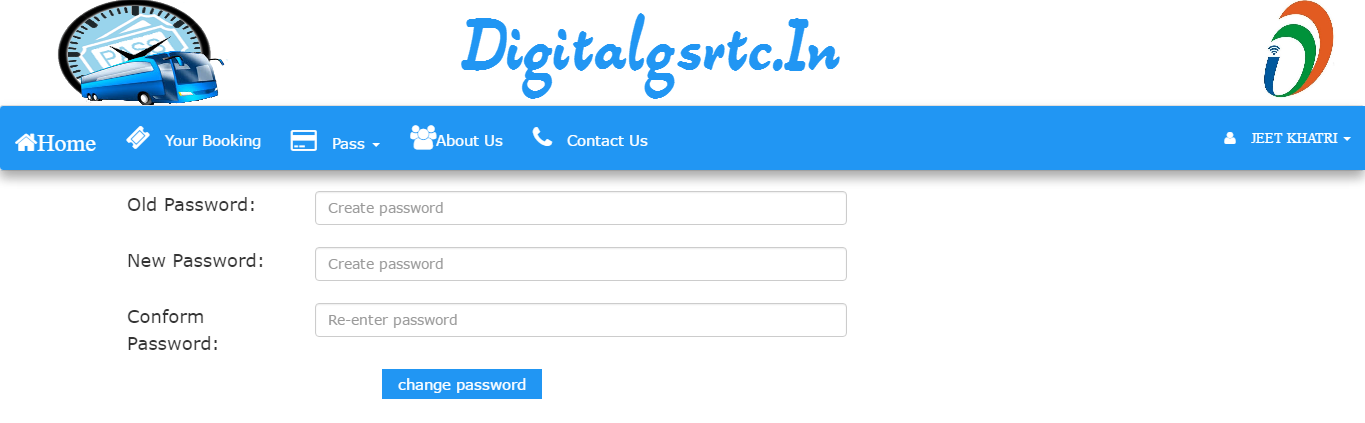 PASS
Digitalgsrtc.In
Home Your Booking Pass About Us Contact Us JEET KHATRI
Old Password: Create password
New Password: Create password
Conform Re-enter password
Password:
change password